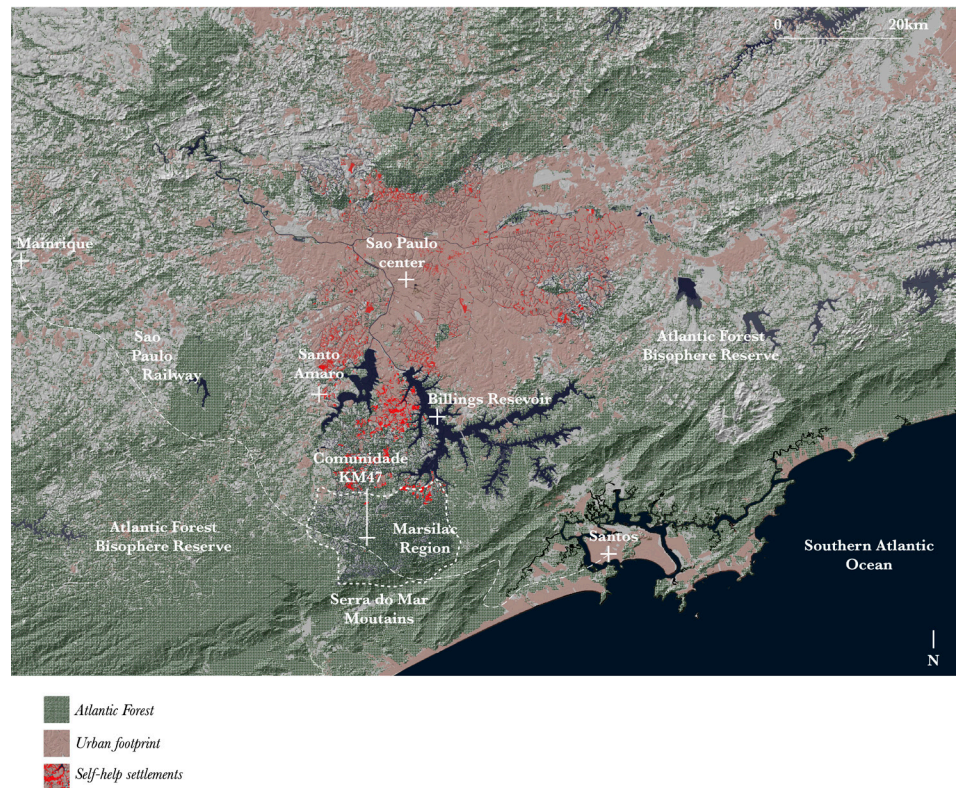 0 20km
Mainrique
Sao Paulo
center
Sao
Paulo
Railway
Atlantic Forest
Bisophere Reserve
Santo
Amaro
Billings Resevoir
Comunidade
KM47
Atlantic Forest
Bisophere Reserve
Marsilac
Region
Santos
Southern Atlantic
Ocean
Serra do Mar
Moutains
N
Atlantic Forest
Urban footprint
Self-help settlements